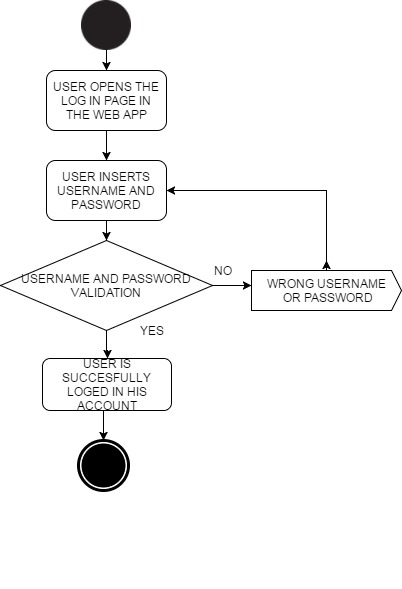 USER OPENS THE
LOG IN PAGE IN
THE WEB APP
USER INSERTS
USERNAME AND
PASSWORD
USERNAME AND PASSWORD
VALIDATION
NO
WRONG USERNAME
OR PASSWORD
YES
USER IS
SUCCESFULLY
LOGED IN HIS
ACCOUNT